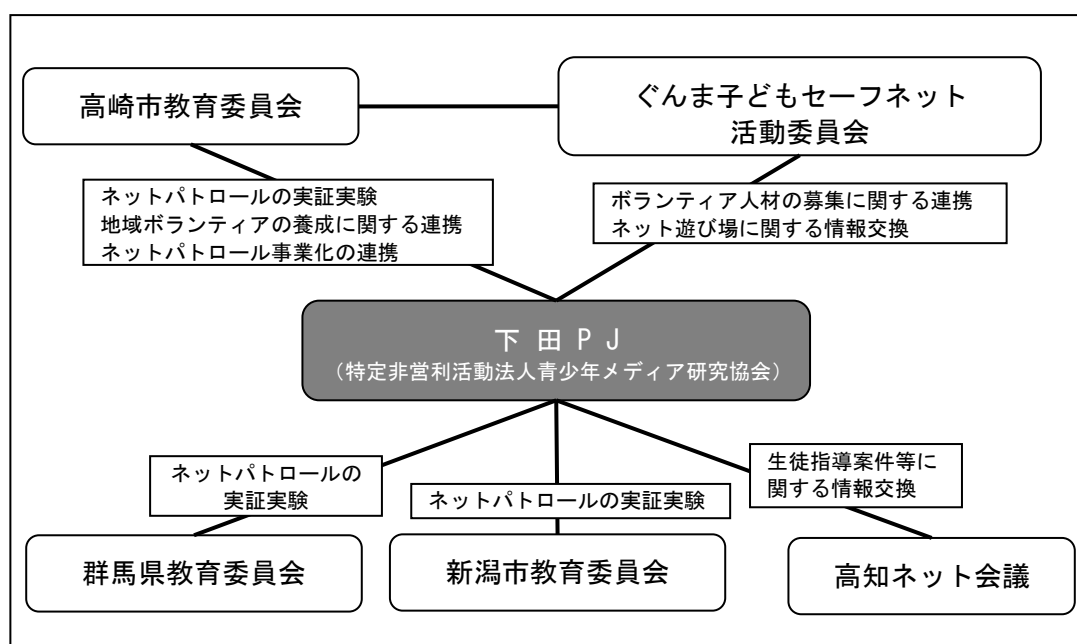 高崎市教育委員会
ぐんま子どもセーフネット
活動委員会
ネットパトロールの実証実験
地域ボランティアの養成に関する連携
ネットパトロール事業化の連携
ボランティア人材の募集に関する連携
ネット遊び場に関する情報交換
下 田 P J
（特定非営利活動法人青少年メディア研究協会）
ネットパトロールの
実証実験
ネットパトロールの実証実験
生徒指導案件等に
関する情報交換
群馬県教育委員会
新潟市教育委員会
高知ネット会議